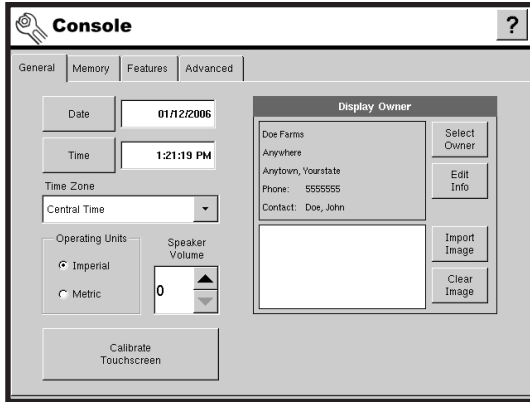 Console
?
General Memory Features Advanced
Date 01/12/2006
Time 1:21:19 PM
Time Zone
Central Time
Operating Units
Imperial
Metric
Speaker
Volume
0
Calibrate
Touchscreen
Display Owner
Doe Farms
Anywhere
Anytown, Yourstate
Phone: 5555555
Contact: Doe, John
Select
Owner
Edit
Info
Import
Image
Clear
Image